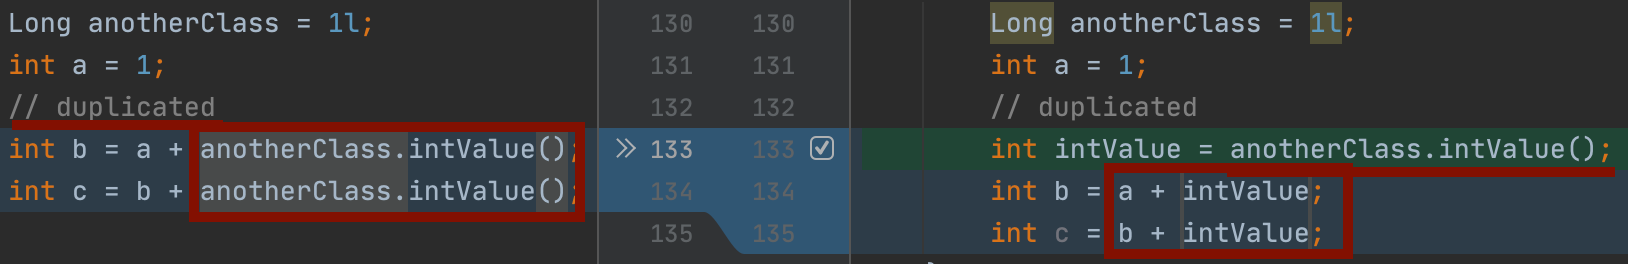 Long anotherClass = 1l;
int a = 1;
// duplicated
int b = a + anotherClass.intValue();
int c = b + anotherClass.intValue();
130 130
131 131
132 132
133 133
134 134
135 135
Long anotherClass = 1l;
int a = 1;
// duplicated
int intValue = anotherClass.intValue();
int b = a + intValue;
int c = b + intValue;